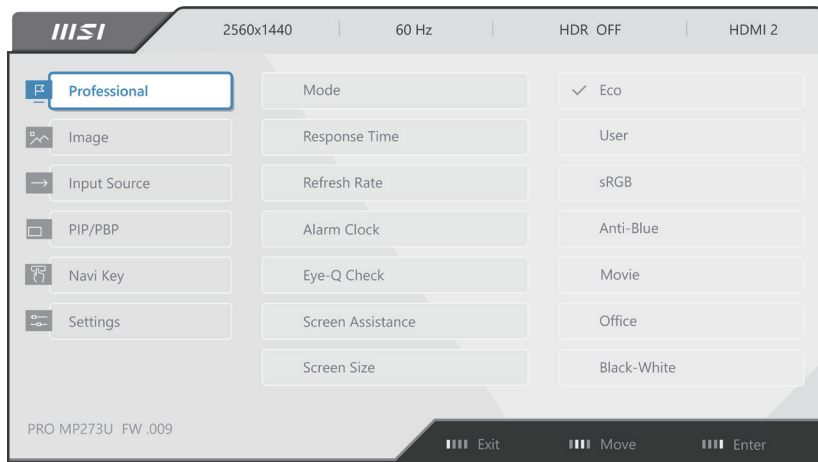 MSI 2560x1440 60 Hz HDR OFF HDMI 2
Professional Mode Eco
Image Response Time User
Input Source Refresh Rate sRGB
PIP/PBP Alarm Clock Anti-Blue
Navi Key Eye-Q Check Movie
Settings Screen Assistance Office
Screen Size Black-White
PRO MP273U FW .009
Exit Move Enter